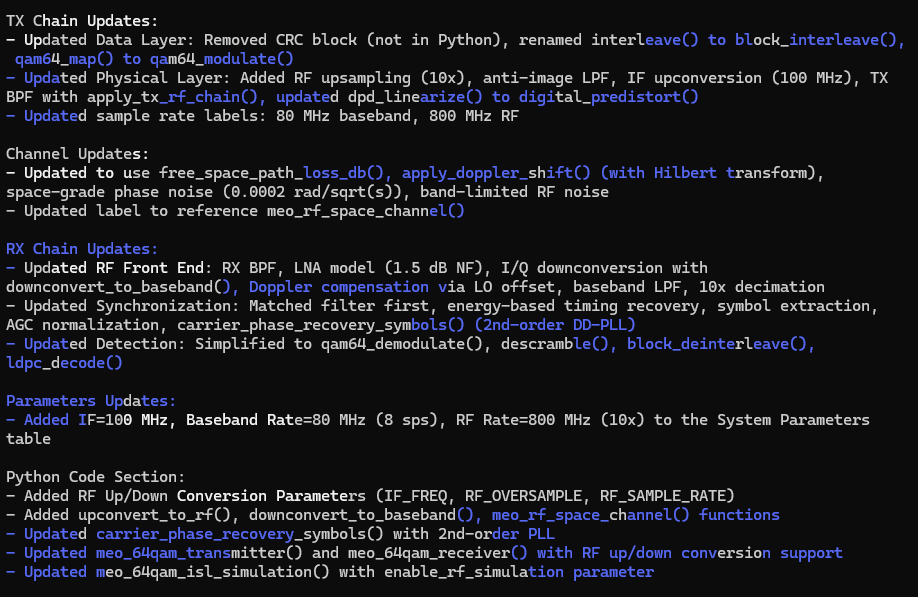 TX Chain Updates:
— Updated Data Layer: Removed CRC block (not in Python), renamed interleave() to block_interleave(),
qam64_map() to qam64_modulate()
— Updated Physical Layer: Added RF upsampling (10x), anti-image LPF, IF upconversion (100 MHz), TX
BPF with apply_tx_rf_chain(), updated dpd_linearize() to digital_predistort()
— Updated sample rate labels: 80 MHz baseband, 800 MHz RF
Channel Updates:
— Updated to use free_space_path_loss_db(), apply_doppler_shift() (with Hilbert transform),
space-grade phase noise (0.0002 rad/sqrt(s)), band-limited RF noise
— Updated label to reference meo_rf_space_channel()
RX Chain Updates:
— Updated RF Front End: RX BPF, LNA model (1.5 dB NF), I/Q downconversion with
downconvert_to_baseband(), Doppler compensation via LO offset, baseband LPF, 10x decimation
— Updated Synchronization: Matched filter first, energy-based timing recovery, symbol extraction,
AGC normalization, carrier_phase_recovery_symbols() (2nd-order DD-PLL)
— Updated Detection: Simplified to qam64_demodulate(), descramble(), block_deinterleave(),
ldpc_decode()
Parameters Updates:
— Added IF=100 MHz, Baseband Rate=80 MHz (8 sps), RF Rate=800 MHz (10x) to the System Parameters
table
Python Code Section:
— Added RF Up/Down Conversion Parameters (IF_FREQ, RF_OVERSAMPLE, RF_SAMPLE_RATE)
— Added upconvert_to_rf(), downconvert_to_baseband(), meo_rf_space_channel() functions
— Updated carrier_phase_recovery_symbols() with 2nd-order PLL
— Updated meo_64qam_transmitter() and meo_64qam_receiver() with RF up/down conversion support
— Updated meo_64qam_isl_simulation() with enable_rf_simulation parameter